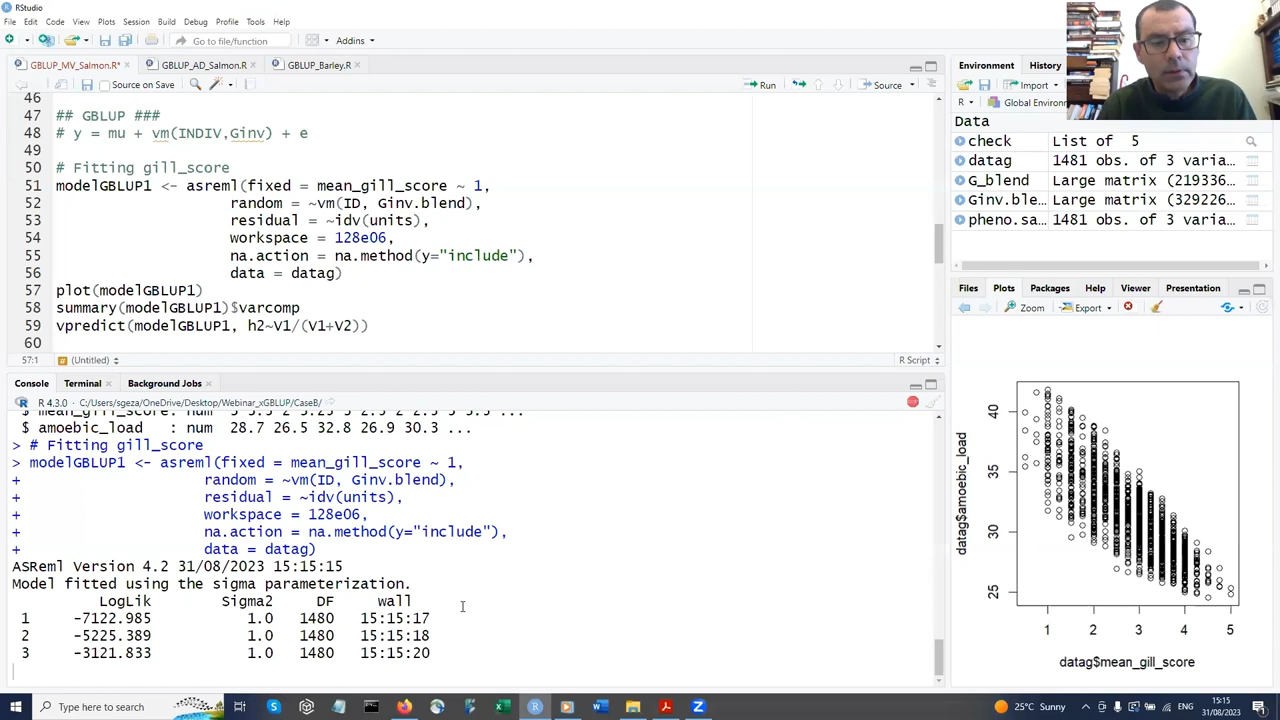 RStudio
File Edit Code View Plots Session Build Debug Profile Tools Help
Go to file/function Addins
GBLUP_MV_Salmon.R* GBLUP_AD_Salmon.R GBLUP_Barley.R
Source on Save Run Source
46
47 ## GBLUP ###
48 # y = mu + vm(INDIV,Ginv) + e
49
50 # Fitting gill_score
51 modelGBLUP1 <- asreml(fixed = mean_gill_score ~ 1,
52 random = ~vm(ID, Ginv.blend),
53 residual = ~idv(units),
54 workspace = 128e06,
55 na.action = na.method(y="include"),
56 data = datag)
57 plot(modelGBLUP1)
58 summary(modelGBLUP1)$varcomp
59 vpredict(modelGBLUP1, h2~V1/(V1+V2))
60
57:1 (Untitled) R Script
Console Terminal Background Jobs
R 4.3.0 · C:/Users/sgeza/OneDrive/Desktop/Webinar_xGBLUP/CaseB/
$ mean_gill_score: num
$ amoebic_load : num 28.7 26.5 32.8 26.9 30.3 ...
> # Fitting gill_score
> modelGBLUP1 <- asreml(fixed = mean_gill_score ~ 1,
+ random = ~vm(ID, Ginv.blend),
+ residual = ~idv(units),
+ workspace = 128e06,
+ na.action = na.method(y="include"),
+ data = datag)
ASReml Version 4.2 31/08/2023 15:15:15
Model fitted using the sigma parameterization.
LogLik Sigma2 DF wall
1 -7122.985 1.0 1480 15:15:17
2 -5225.389 1.0 1480 15:15:18
3 -3121.833 1.0 1480 15:15:20
Environment History
Import
R Global Env
Data
check List of 5
datag 1481 obs. of 3 varia…
G_blend Large matrix (219336…
Ginv.ble… Large matrix (329226…
pheno.sa… 1481 obs. of 3 varia…
Files Plots Packages Help Viewer Presentation
Zoom Export
datag$amoebic_load
40
35
30
25
1 2 3 4 5
datag$mean_gill_score
Type here to search
25°C Sunny
ENG
15:15
31/08/2023